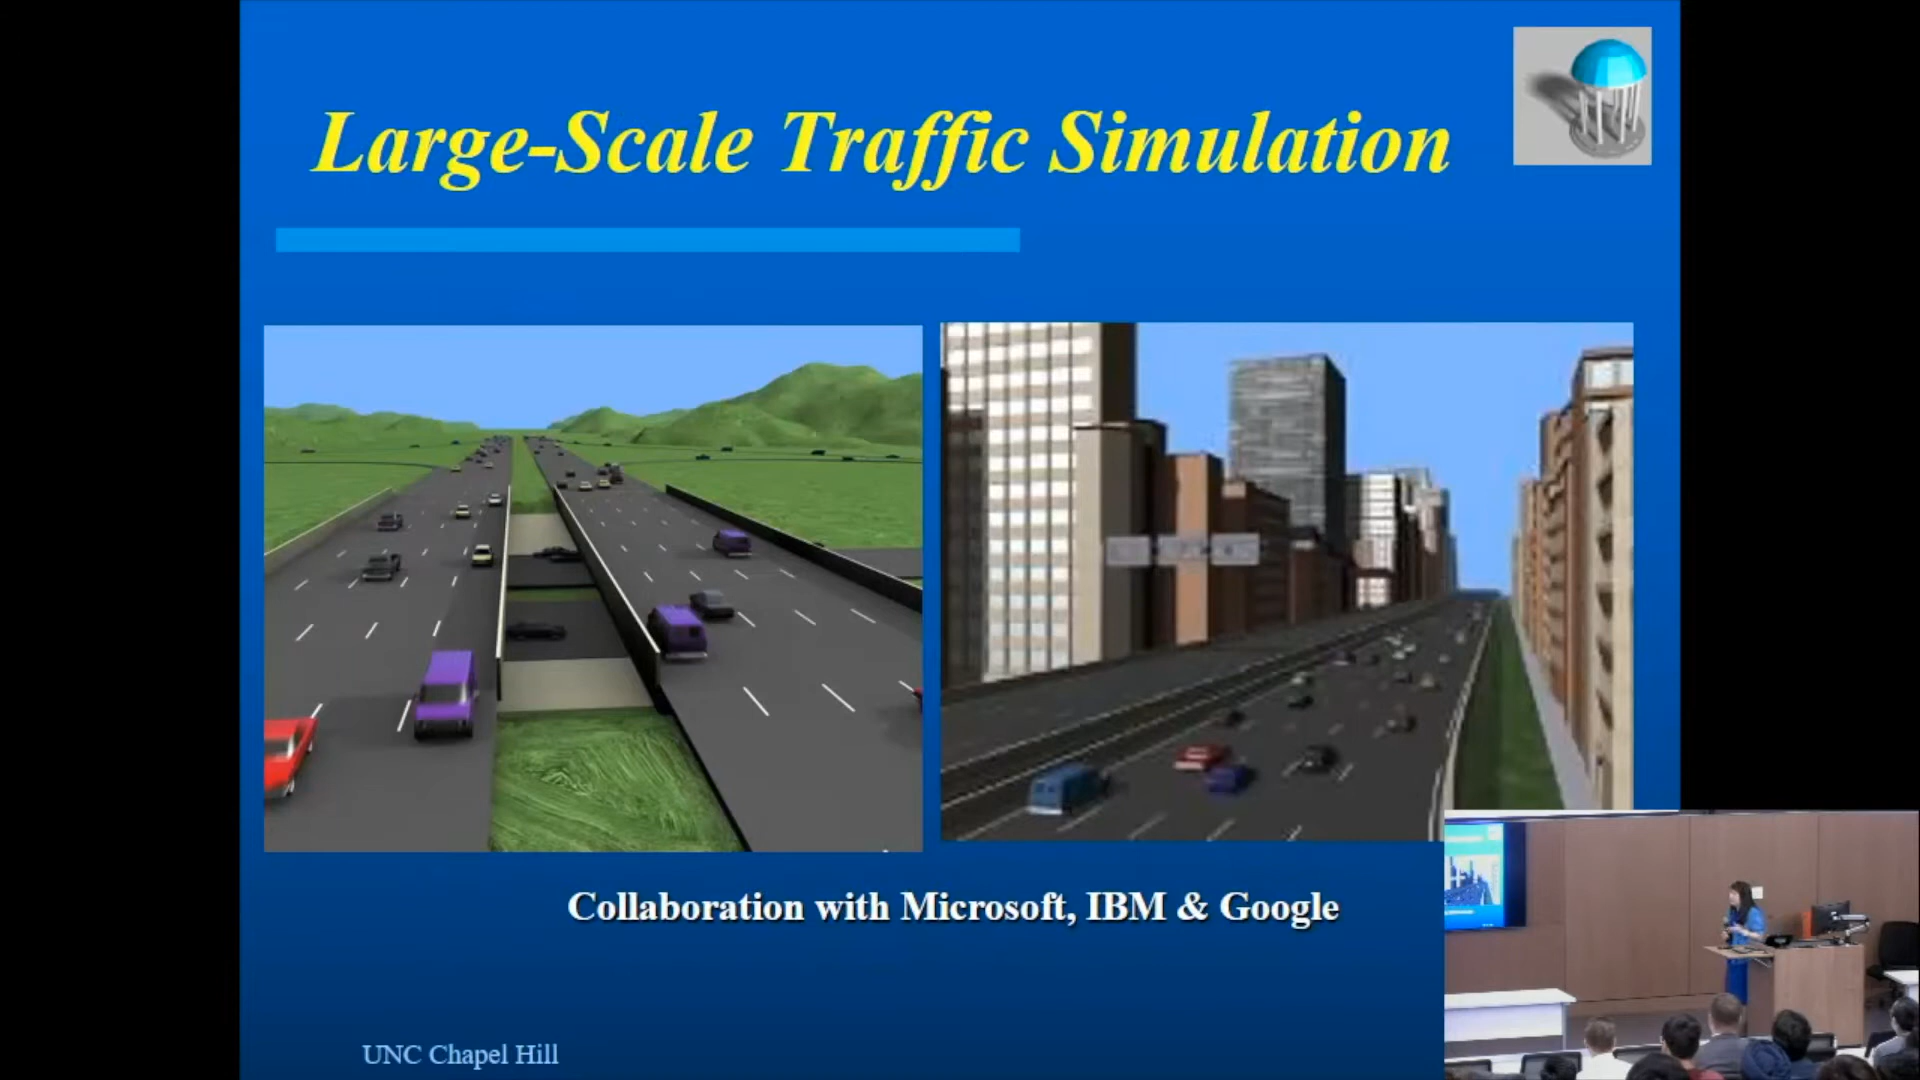 Large-Scale Traffic Simulation
Collaboration with Microsoft, IBM & Google
UNC Chapel Hill